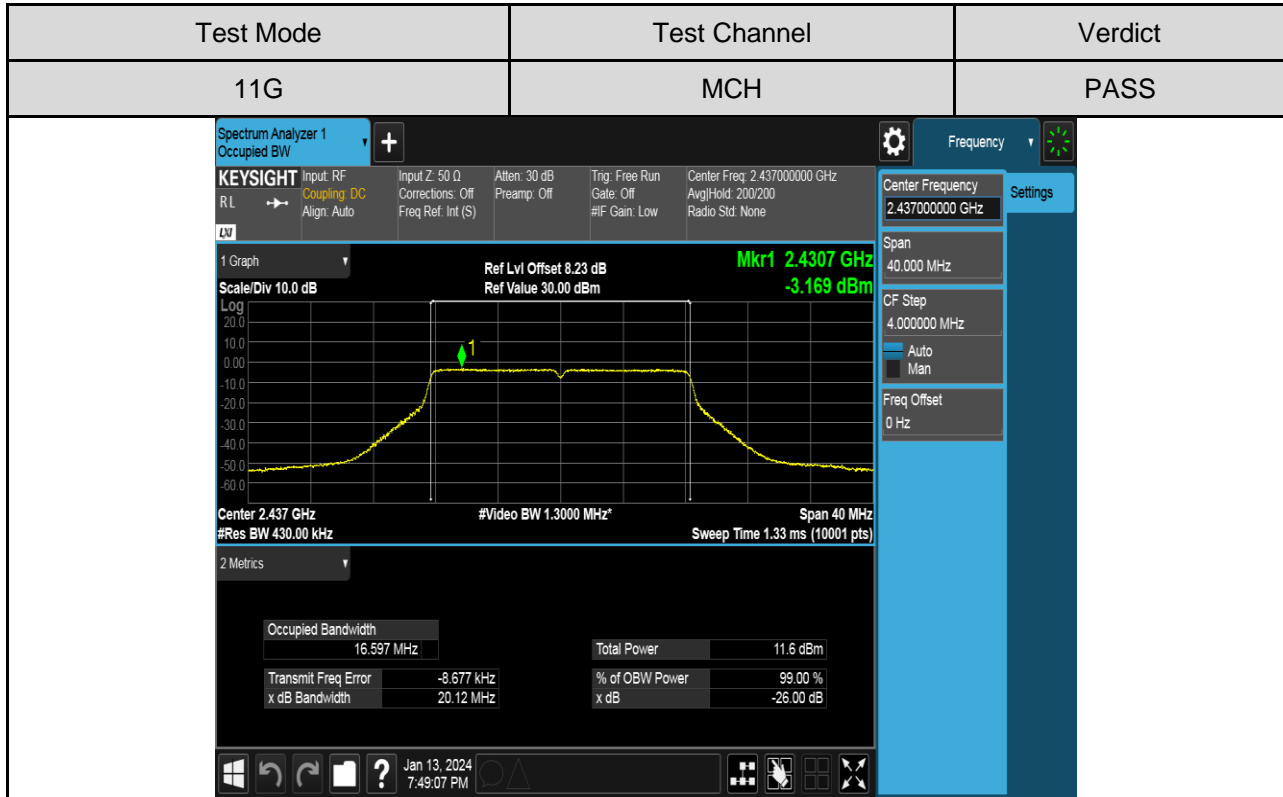 Test Mode
Test Channel
Verdict
11G
MCH
PASS
Spectrum Analyzer 1
Occupied BW
+
Frequency
KEYSIGHT
RL
LXI
Input: RF
Coupling: DC
Align: Auto
Input Z: 50 Ω
Corrections: Off
Freq Ref: Int (S)
Atten: 30 dB
Preamp: Off
Trig: Free Run
Gate: Off
#IF Gain: Low
Center Freq: 2.437000000 GHz
Avg|Hold: 200/200
Radio Std: None
Center Frequency
2.437000000 GHz
Settings
Span
40.000 MHz
CF Step
4.000000 MHz
Auto
Man
Freq Offset
0 Hz
1 Graph
Scale/Div 10.0 dB
Ref Lvl Offset 8.23 dB
Ref Value 30.00 dBm
Mkr1 2.4307 GHz
-3.169 dBm
Log
20.0
10.0
0.00
-10.0
-20.0
-30.0
-40.0
-50.0
-60.0
1
Center 2.437 GHz
#Video BW 1.3000 MHz*
Span 40 MHz
#Res BW 430.00 kHz
Sweep Time 1.33 ms (10001 pts)
2 Metrics
Occupied Bandwidth
16.597 MHz
Total Power 11.6 dBm
Transmit Freq Error -8.677 kHz
% of OBW Power 99.00 %
x dB Bandwidth 20.12 MHz
x dB -26.00 dB
?
Jan 13, 2024
7:49:07 PM